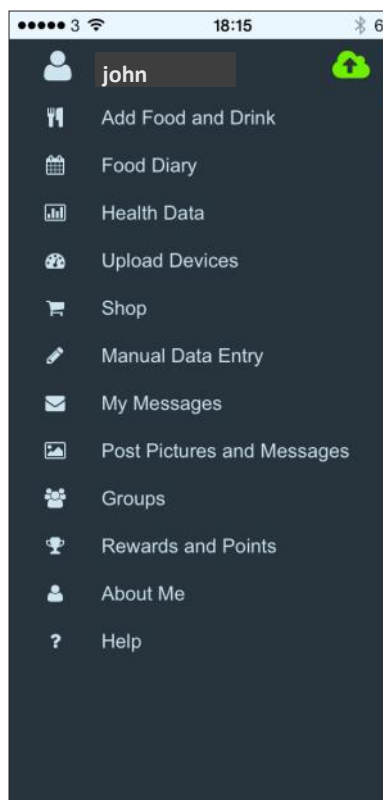 3 18:15 6
john
Add Food and Drink
Food Diary
Health Data
Upload Devices
Shop
Manual Data Entry
My Messages
Post Pictures and Messages
Groups
Rewards and Points
About Me
? Help